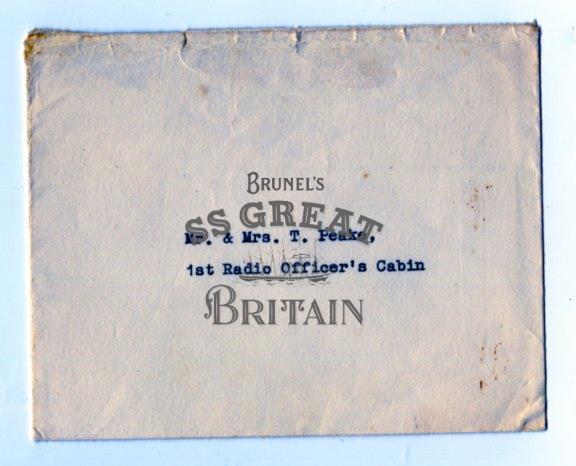 BRUNEL'S
SS GREAT
Mr. & Mrs. T. Peake,
1st Radio Officer's Cabin
BRITAIN